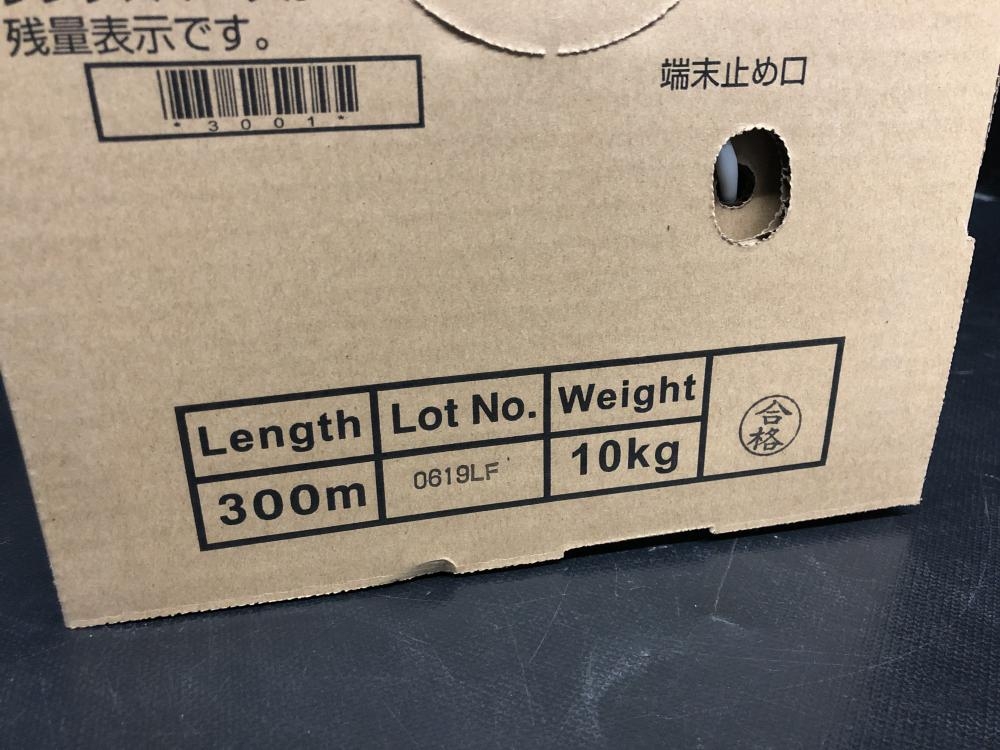 残量表示です。
*3001*
端末止め口
Length Lot No. Weight
300m 0619LF 10kg
合格